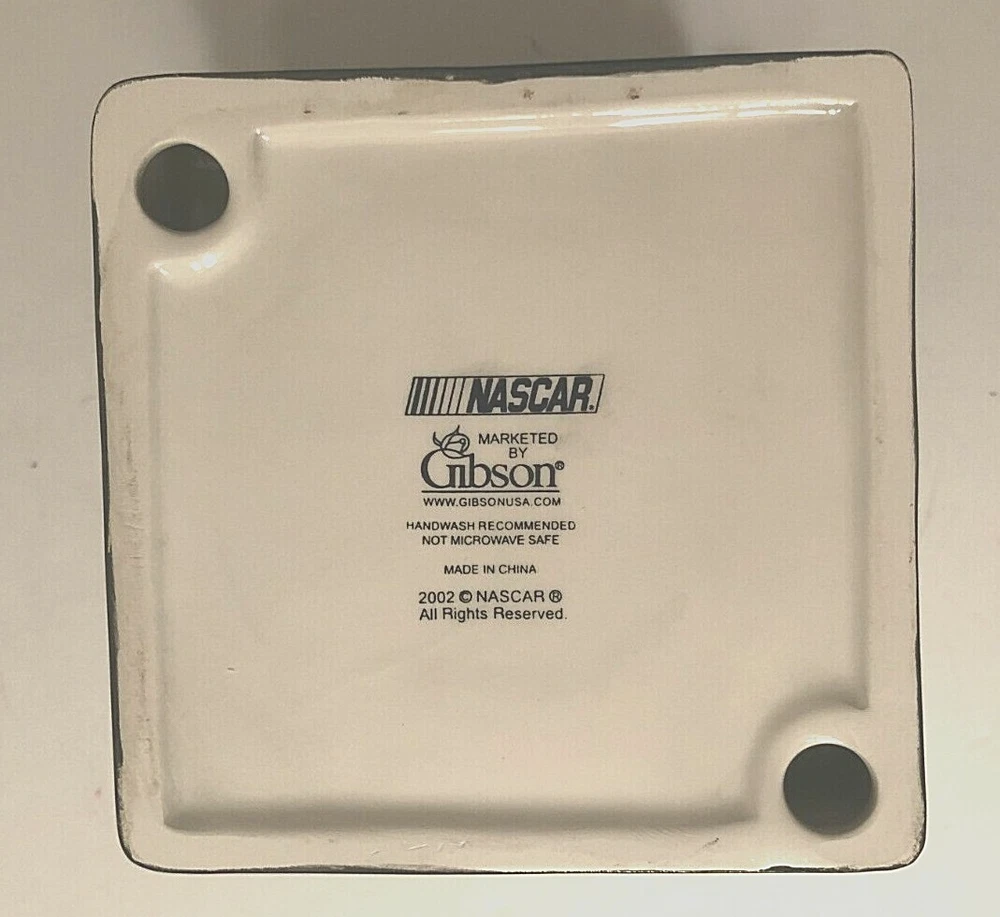 NASCAR.
MARKETED
BY
Gibson®
WWW.GIBSONUSA.COM
HANDWASH RECOMMENDED
NOT MICROWAVE SAFE
MADE IN CHINA
2002 © NASCAR ®
All Rights Reserved.